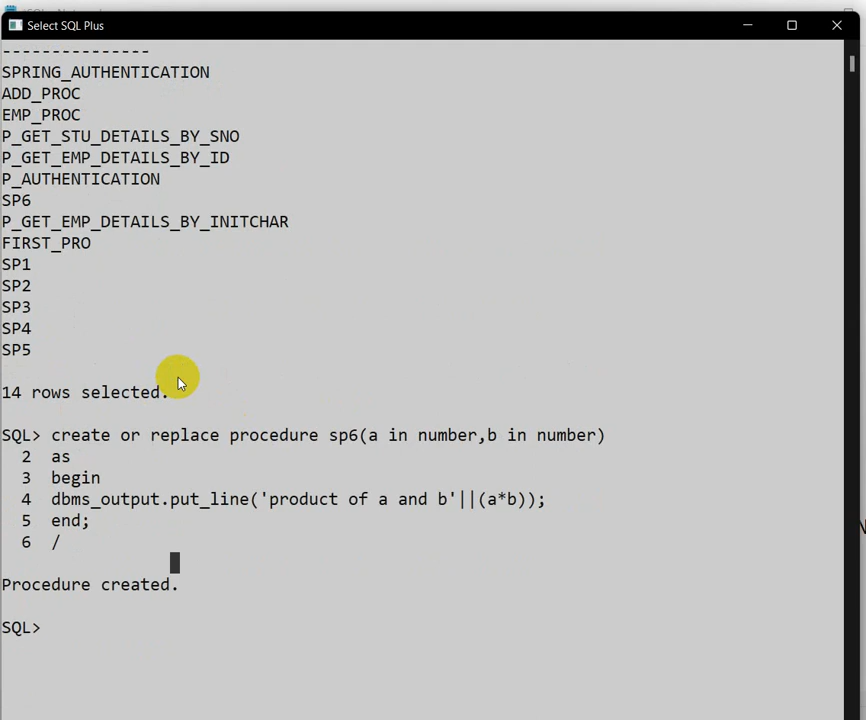 Select SQL Plus
---------------
SPRING_AUTHENTICATION
ADD_PROC
EMP_PROC
P_GET_STU_DETAILS_BY_SNO
P_GET_EMP_DETAILS_BY_ID
P_AUTHENTICATION
SP6
P_GET_EMP_DETAILS_BY_INITCHAR
FIRST_PRO
SP1
SP2
SP3
SP4
SP5
14 rows selected.
SQL> create or replace procedure sp6(a in number,b in number)
2 as
3 begin
4 dbms_output.put_line('product of a and b'||(a*b));
5 end;
6 /
Procedure created.
SQL>